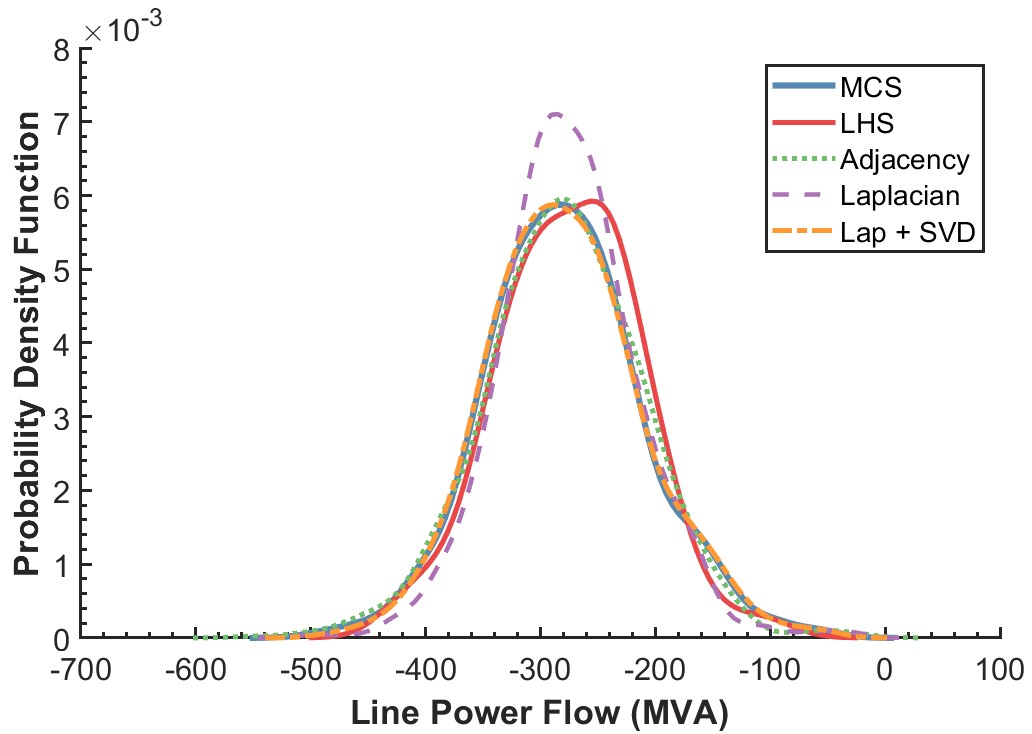 ×10-3
8
7
6
5
4
3
2
1
0
Probability Density Function
-700 -600 -500 -400 -300 -200 -100 0 100
Line Power Flow (MVA)
MCS
LHS
Adjacency
Laplacian
Lap + SVD